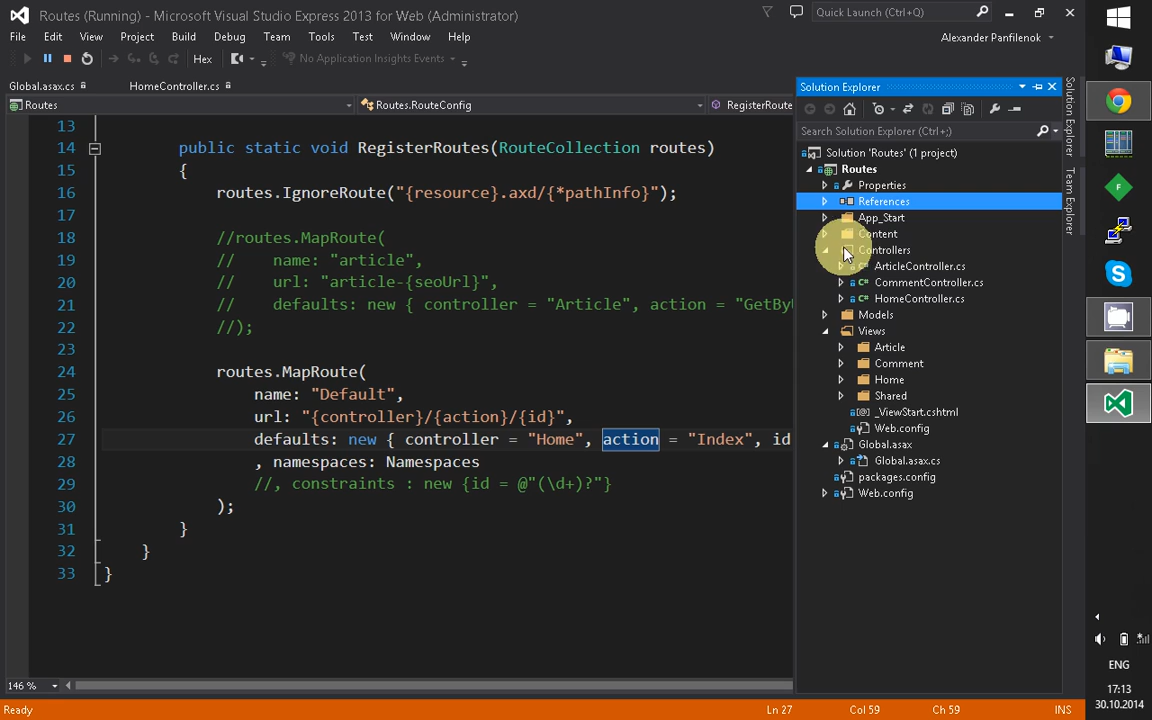 Routes (Running) - Microsoft Visual Studio Express 2013 for Web (Administrator)
Quick Launch (Ctrl+Q)
File Edit View Project Build Debug Team Tools Test Window Help
Alexander Panfilenok
Hex
No Application Insights Events
Global.asax.cs HomeController.cs
Routes Routes.RouteConfig RegisterRoute
13
14 public static void RegisterRoutes(RouteCollection routes)
15 {
16 routes.IgnoreRoute("{resource}.axd/{*pathInfo}");
17
18 //routes.MapRoute(
19 // name: "article",
20 // url: "article-{seoUrl}",
21 // defaults: new { controller = "Article", action = "GetByU
22 //);
23
24 routes.MapRoute(
25 name: "Default",
26 url: "{controller}/{action}/{id}",
27 defaults: new { controller = "Home", action = "Index", id
28 , namespaces: Namespaces
29 //, constraints : new {id = @"(\d+)?"}
30 );
31 }
32 }
33 }
146 %
Solution Explorer
Search Solution Explorer (Ctrl+;)
Solution 'Routes' (1 project)
Routes
Properties
References
App_Start
Content
Controllers
C# ArticleController.cs
C# CommentController.cs
C# HomeController.cs
Models
Views
Article
Comment
Home
Shared
_ViewStart.cshtml
Web.config
Global.asax
Global.asax.cs
packages.config
Web.config
Solution Explorer
Team Explorer
Ready Ln 27 Col 59 Ch 59 INS
ENG
17:13
30.10.2014